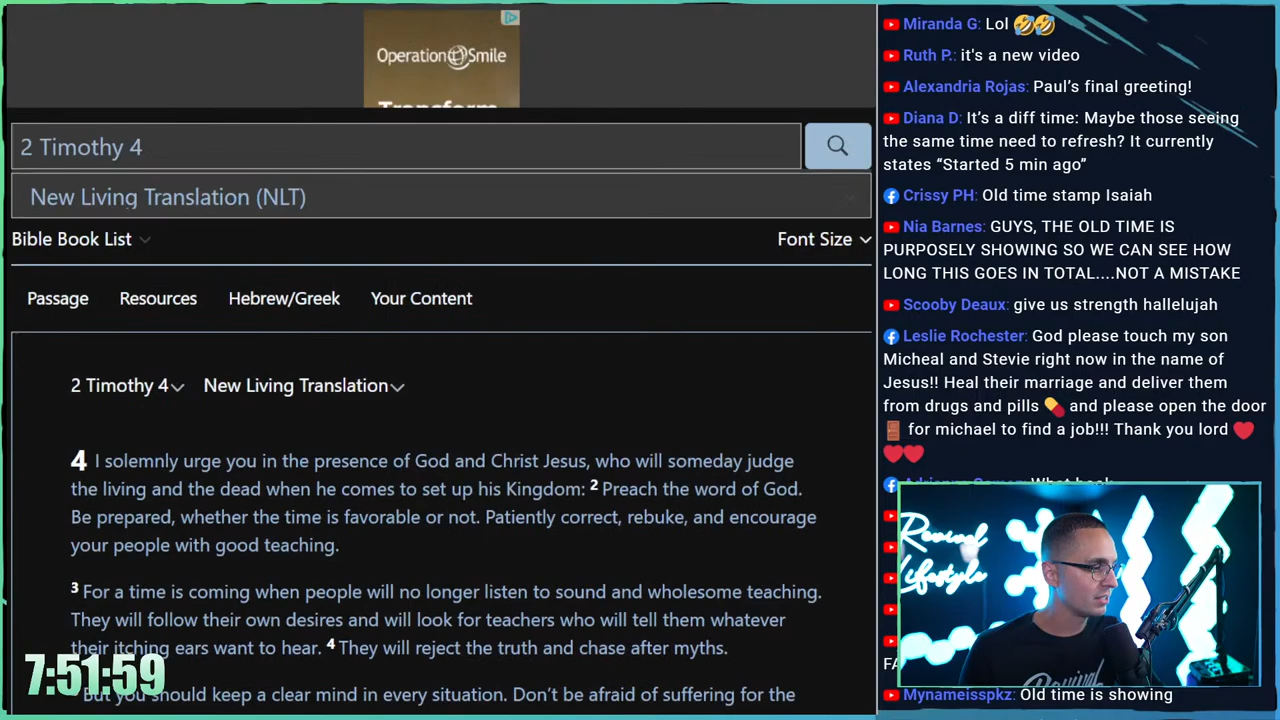 Operation Smile
Transform
2 Timothy 4
New Living Translation (NLT)
Bible Book List
Font Size
Passage Resources Hebrew/Greek Your Content
2 Timothy 4 New Living Translation
4 I solemnly urge you in the presence of God and Christ Jesus, who will someday judge
the living and the dead when he comes to set up his Kingdom: 2 Preach the word of God.
Be prepared, whether the time is favorable or not. Patiently correct, rebuke, and encourage
your people with good teaching.
3 For a time is coming when people will no longer listen to sound and wholesome teaching.
They will follow their own desires and will look for teachers who will tell them whatever
their itching ears want to hear. 4 They will reject the truth and chase after myths.
But you should keep a clear mind in every situation. Don't be afraid of suffering for the
7:51:59
Miranda G: Lol 🤣🤣
Ruth P.: it's a new video
Alexandria Rojas: Paul's final greeting!
Diana D: It's a diff time: Maybe those seeing
the same time need to refresh? It currently
states “Started 5 min ago”
Crissy PH: Old time stamp Isaiah
Nia Barnes: GUYS, THE OLD TIME IS
PURPOSELY SHOWING SO WE CAN SEE HOW
LONG THIS GOES IN TOTAL....NOT A MISTAKE
Scooby Deaux: give us strength hallelujah
Leslie Rochester: God please touch my son
Micheal and Stevie right now in the name of
Jesus!! Heal their marriage and deliver them
from drugs and pills 💊 and please open the door
🚪 for michael to find a job!!! Thank you lord ❤️
❤️❤️
Revival
Lifestyle
Revival
Mynameisspkz: Old time is showing